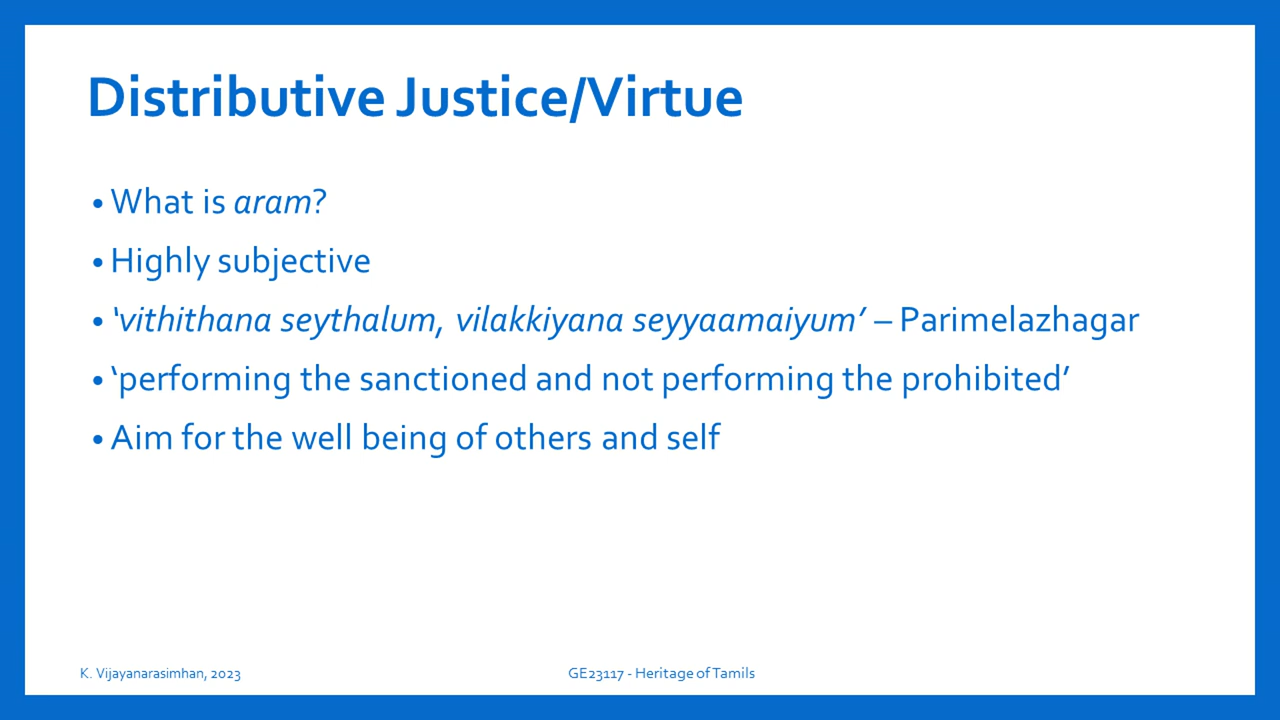 Distributive Justice/Virtue
• What is aram?
• Highly subjective
• ‘vithithana seythalum, vilakkiyana seyyaamaiyum’ – Parimelazhagar
• ‘performing the sanctioned and not performing the prohibited’
• Aim for the well being of others and self
K. Vijayanarasimhan, 2023
GE23117 - Heritage of Tamils